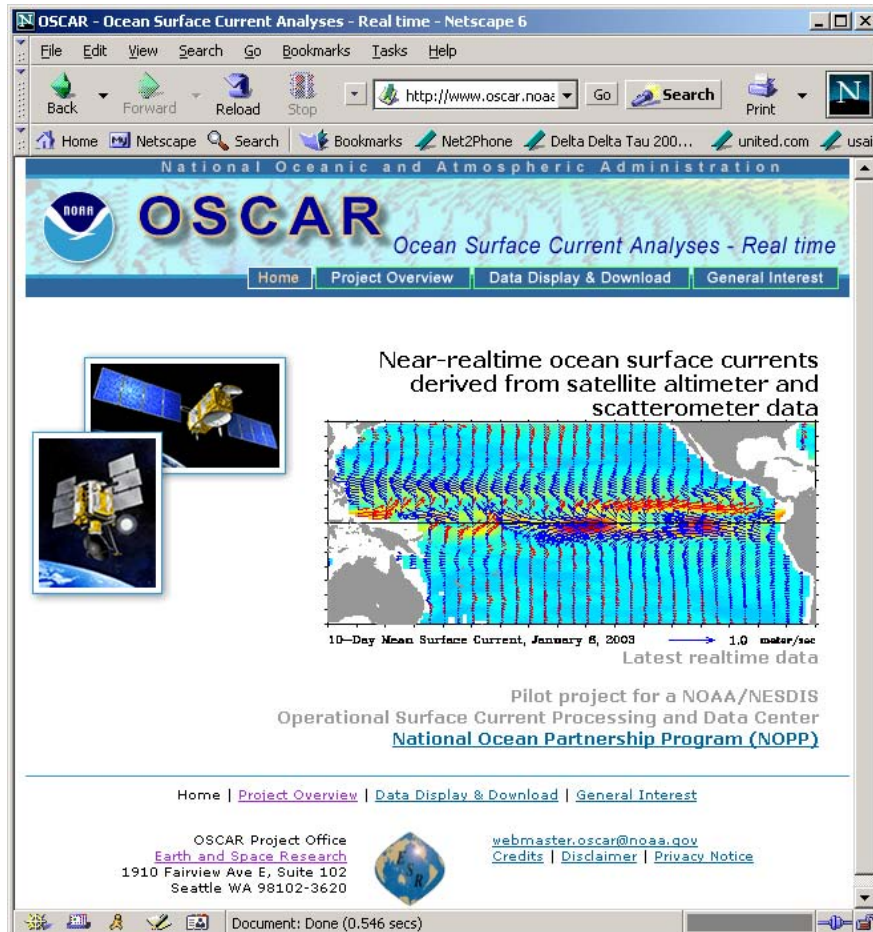 OSCAR - Ocean Surface Current Analyses - Real time - Netscape 6
File Edit View Search Go Bookmarks Tasks Help
Back Forward Reload Stop http://www.oscar.noaa Go Search Print N
Home Netscape Search Bookmarks Net2Phone Delta Delta Tau 200... united.com usai
National Oceanic and Atmospheric Administration
NOAA
OSCAR
Ocean Surface Current Analyses - Real time
Home Project Overview Data Display & Download General Interest
Near-realtime ocean surface currents
derived from satellite altimeter and
scatterometer data
10-Day Mean Surface Current, January 6, 2003 1.0 meter/sec
Latest realtime data
Pilot project for a NOAA/NESDIS
Operational Surface Current Processing and Data Center
National Ocean Partnership Program (NOPP)
Home | Project Overview | Data Display & Download | General Interest
OSCAR Project Office
Earth and Space Research
1910 Fairview Ave E, Suite 102
Seattle WA 98102-3620
ESR
webmaster.oscar@noaa.gov
Credits | Disclaimer | Privacy Notice
Document: Done (0.546 secs)